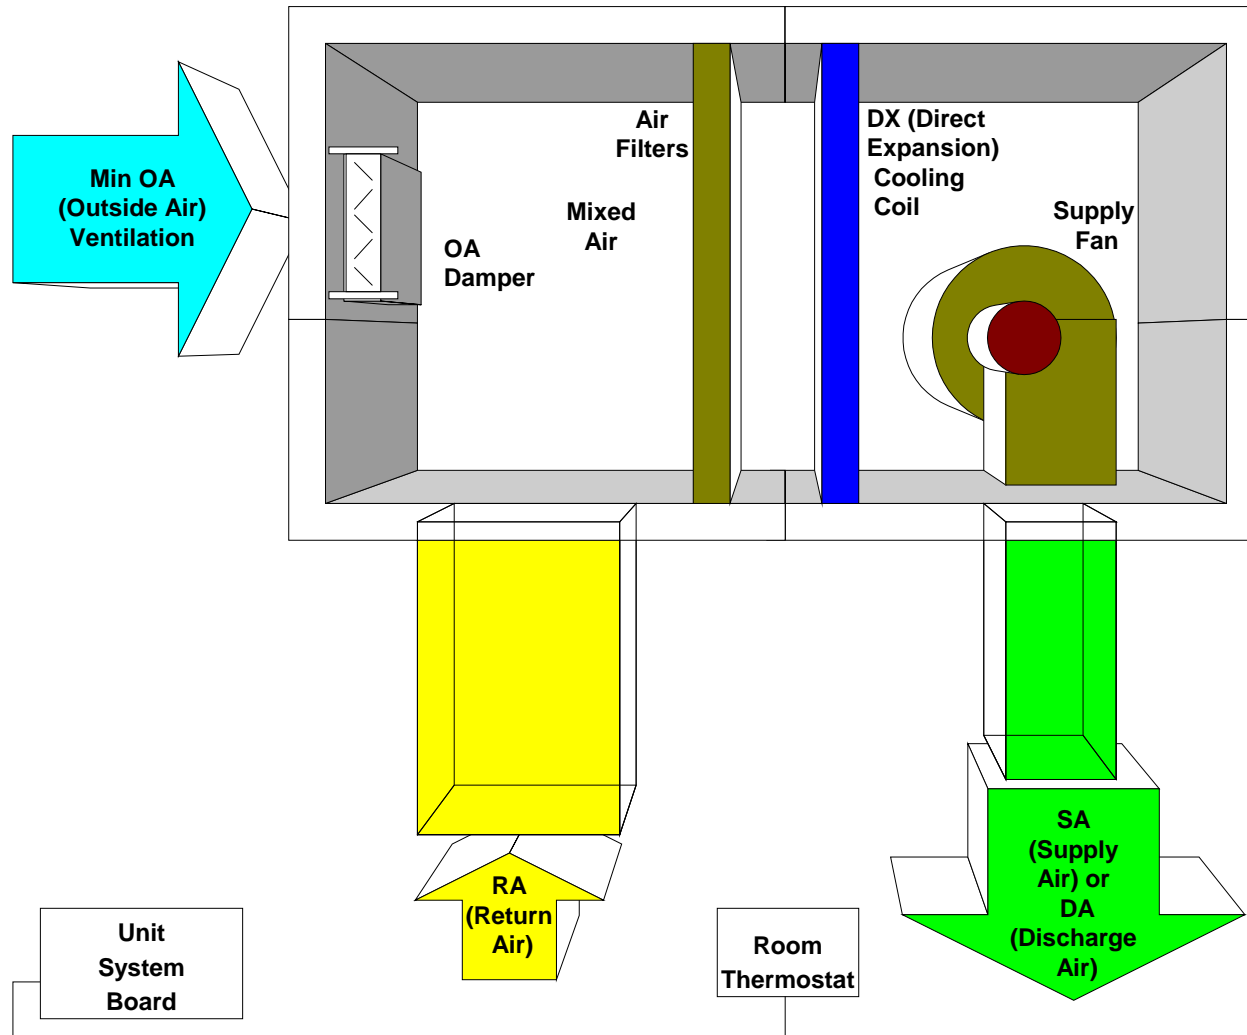 Min OA
(Outside Air)
Ventilation
OA
Damper
Mixed
Air
Air
Filters
DX (Direct
Expansion)
Cooling
Coil
Supply
Fan
RA
(Return
Air)
SA
(Supply
Air) or
DA
(Discharge
Air)
Unit
System
Board
Room
Thermostat